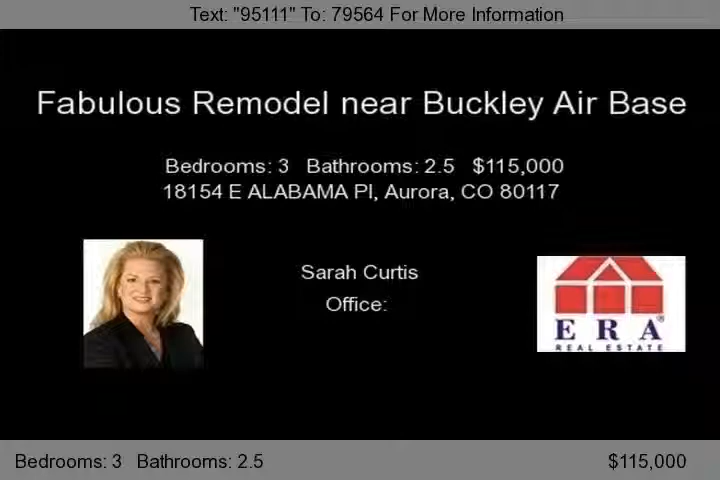 Text: "95111" To: 79564 For More Information
Fabulous Remodel near Buckley Air Base
Bedrooms: 3 Bathrooms: 2.5 $115,000
18154 E ALABAMA Pl, Aurora, CO 80117
Sarah Curtis
Office:
ERA®
REAL ESTATE
Bedrooms: 3 Bathrooms: 2.5 $115,000